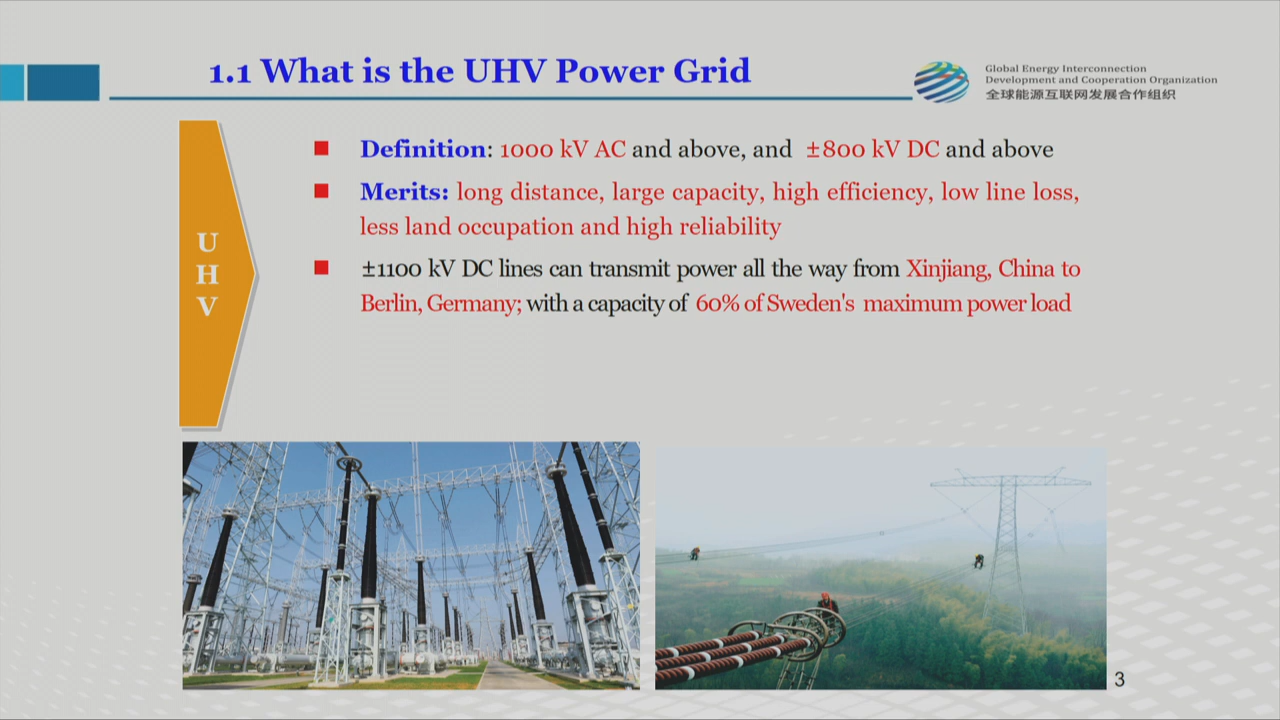 1.1 What is the UHV Power Grid
Global Energy Interconnection
Development and Cooperation Organization
全球能源互联网发展合作组织
U
H
V
Definition: 1000 kV AC and above, and ±800 kV DC and above
Merits: long distance, large capacity, high efficiency, low line loss,
less land occupation and high reliability
±1100 kV DC lines can transmit power all the way from Xinjiang, China to
Berlin, Germany; with a capacity of 60% of Sweden's maximum power load
3